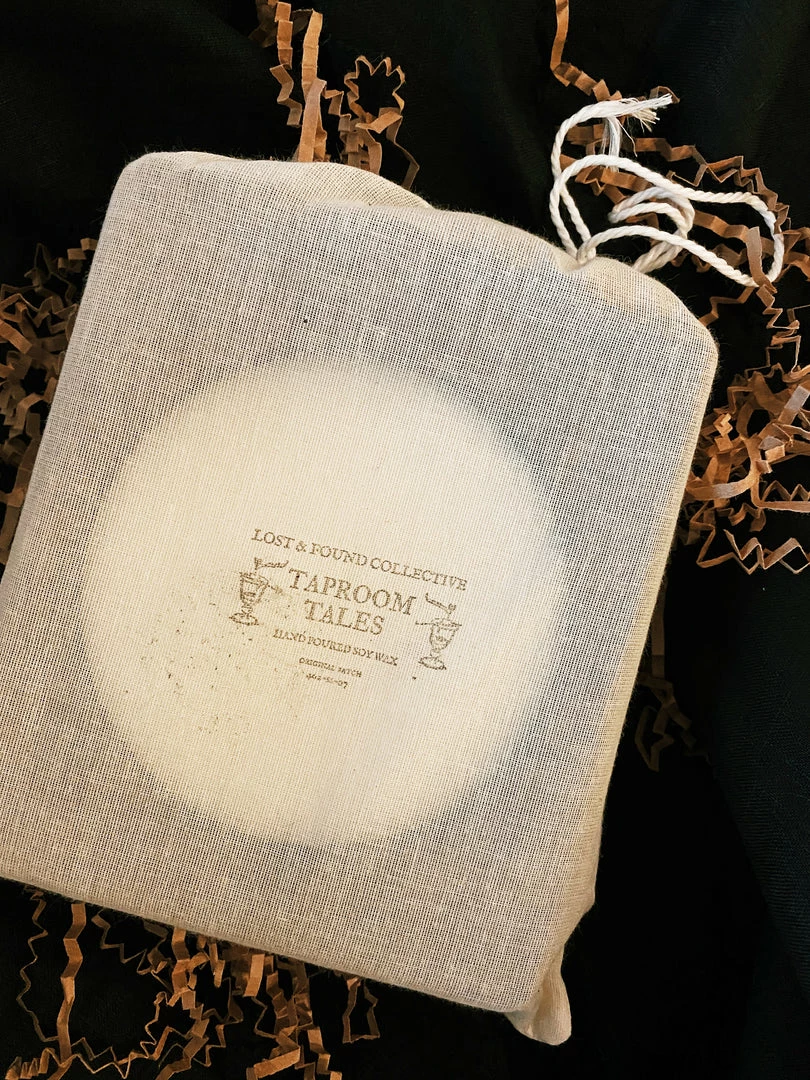 LOST & FOUND COLLECTIVE
TAPROOM
TALES
HAND POURED SOY WAX
ORIGINAL BATCH